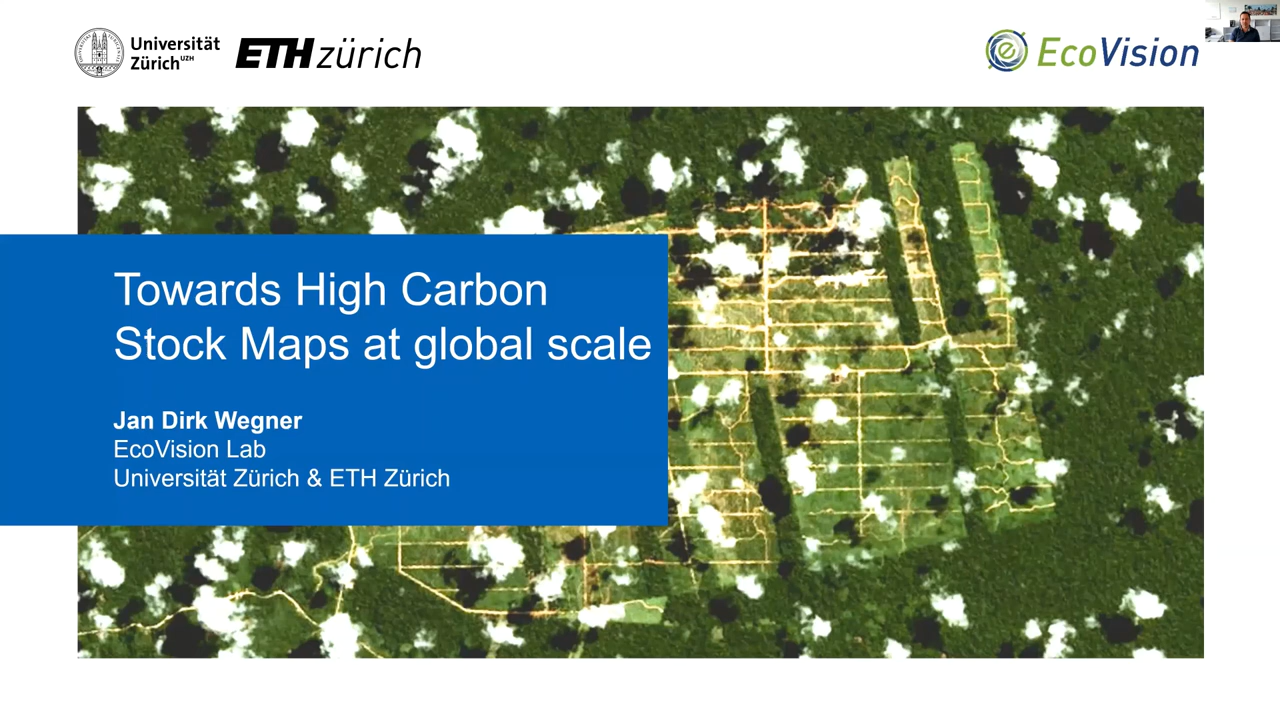 Universität
Zürich UZH
ETH zürich
EcoVision
Towards High Carbon
Stock Maps at global scale
Jan Dirk Wegner
EcoVision Lab
Universität Zürich & ETH Zürich